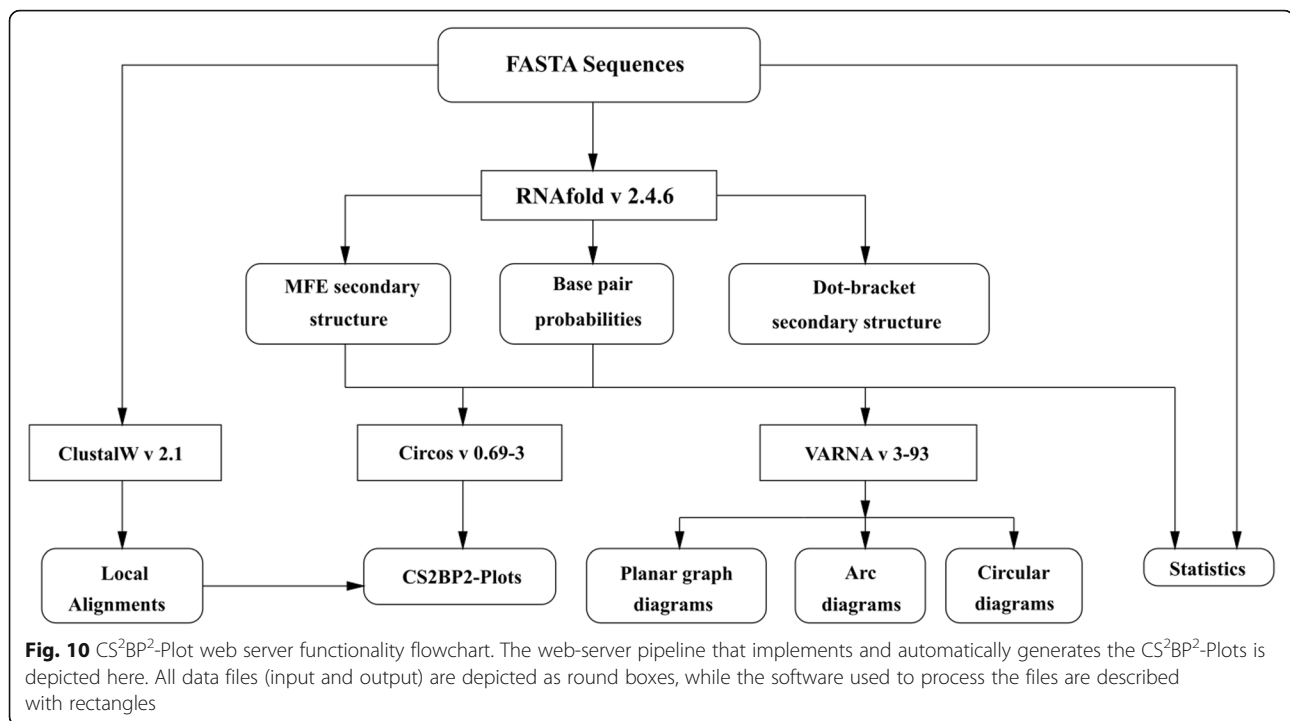 FASTA Sequences
RNAfold v 2.4.6
MFE secondary
structure
Base pair
probabilities
Dot-bracket
secondary structure
ClustalW v 2.1
Circos v 0.69-3
VARNA v 3-93
Local
Alignments
CS2BP2-Plots
Planar graph
diagrams
Arc
diagrams
Circular
diagrams
Statistics
Fig. 10 CS²BP²-Plot web server functionality flowchart. The web-server pipeline that implements and automatically generates the CS²BP²-Plots is
depicted here. All data files (input and output) are depicted as round boxes, while the software used to process the files are described
with rectangles